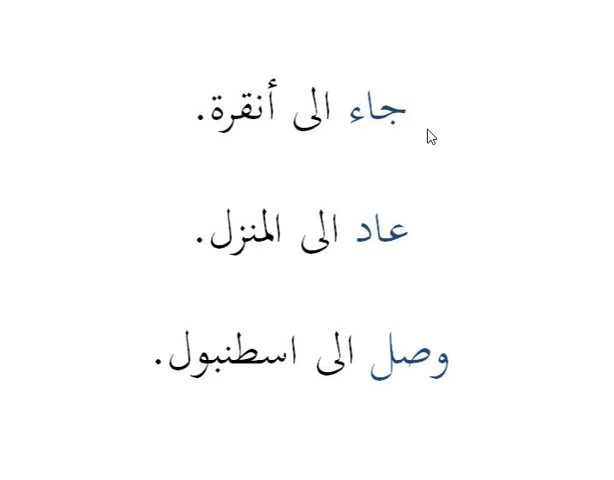 جاء الى أنقرة.
عاد الى المنزل.
وصل الى اسطنبول.